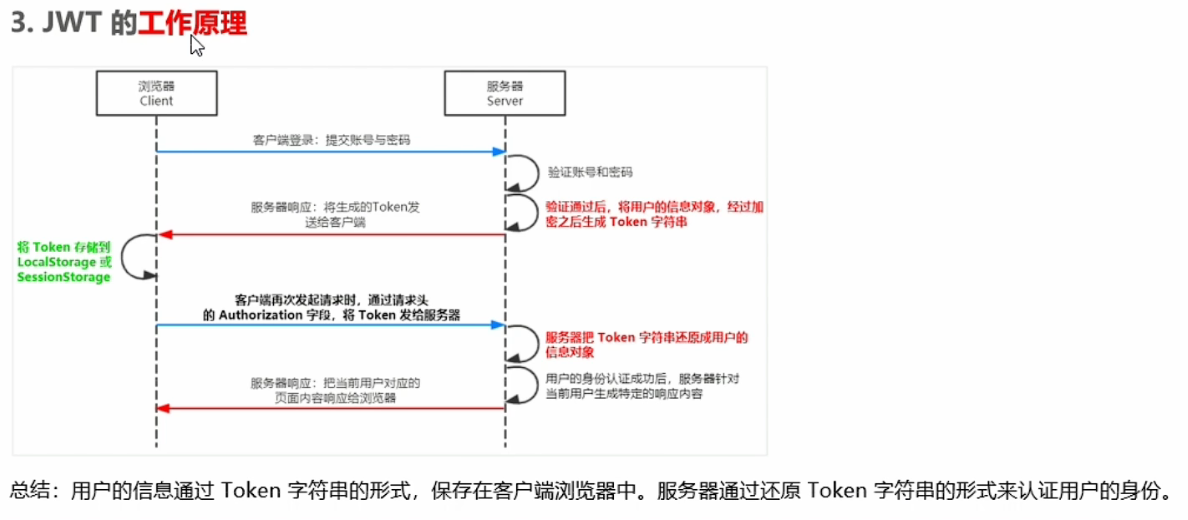 3. JWT 的工作原理
浏览器
Client
服务器
Server
客户端登录：提交账号与密码
验证账号和密码
服务器响应：将生成的Token发
送给客户端
验证通过后，将用户的信息对象，经过加
密之后生成 Token 字符串
将 Token 存储到
LocalStorage 或
SessionStorage
客户端再次发起请求时，通过请求头
的 Authorization 字段，将 Token 发给服务器
服务器把 Token 字符串还原成用户的
信息对象
服务器响应：把当前用户对应的
页面内容响应给浏览器
用户的身份认证成功后，服务器针对
当前用户生成特定的响应内容
总结：用户的信息通过 Token 字符串的形式，保存在客户端浏览器中。服务器通过还原 Token 字符串的形式来认证用户的身份。